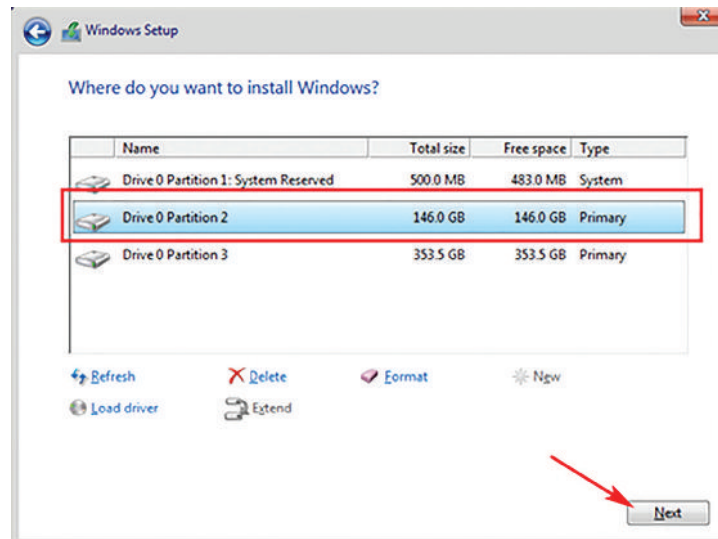 Windows Setup
Where do you want to install Windows?
Name Total size Free space Type
Drive 0 Partition 1: System Reserved 500.0 MB 483.0 MB System
Drive 0 Partition 2 146.0 GB 146.0 GB Primary
Drive 0 Partition 3 353.5 GB 353.5 GB Primary
Refresh Delete Format New
Load driver Extend
Next